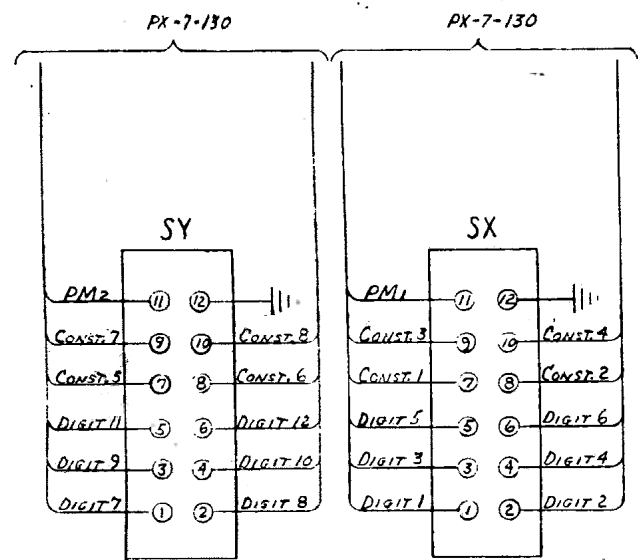 PX-7-130 PX-7-130
SY SX
PM2 11 12 PM1 11 12
CONST.7 9 10 CONST.8 CONST.3 9 10 CONST.4
CONST.5 7 8 CONST.6 CONST.1 7 8 CONST.2
DIGIT 11 5 6 DIGIT 12 DIGIT 5 5 6 DIGIT 6
DIGIT 9 3 4 DIGIT 10 DIGIT 3 3 4 DIGIT 4
DIGIT 7 1 2 DIGIT 8 DIGIT 1 1 2 DIGIT 2